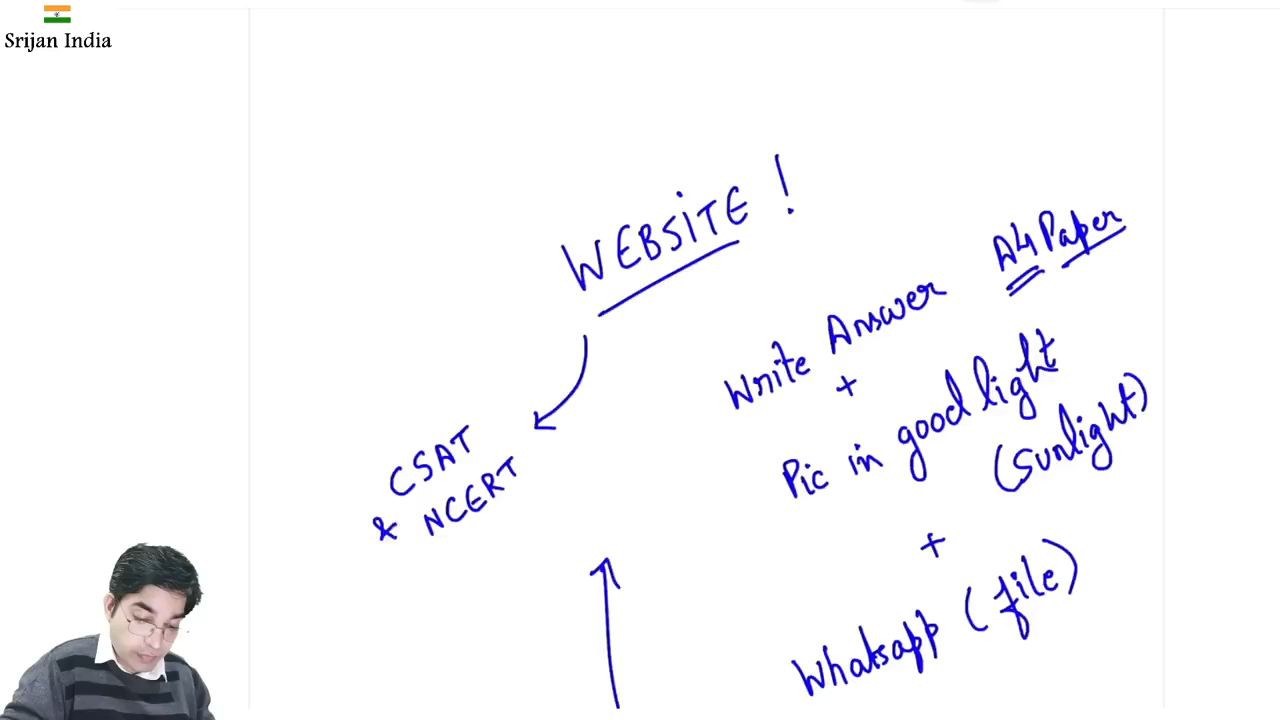 Srijan India
WEBSITE !
A4 Paper
Write Answer
+
Pic in good light
(Sunlight)
CSAT
& NCERT
+
Whatsapp (file)